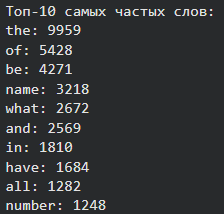 Топ-10 самых частых слов:
the: 9959
of: 5428
be: 4271
name: 3218
what: 2672
and: 2569
in: 1810
have: 1684
all: 1282
number: 1248